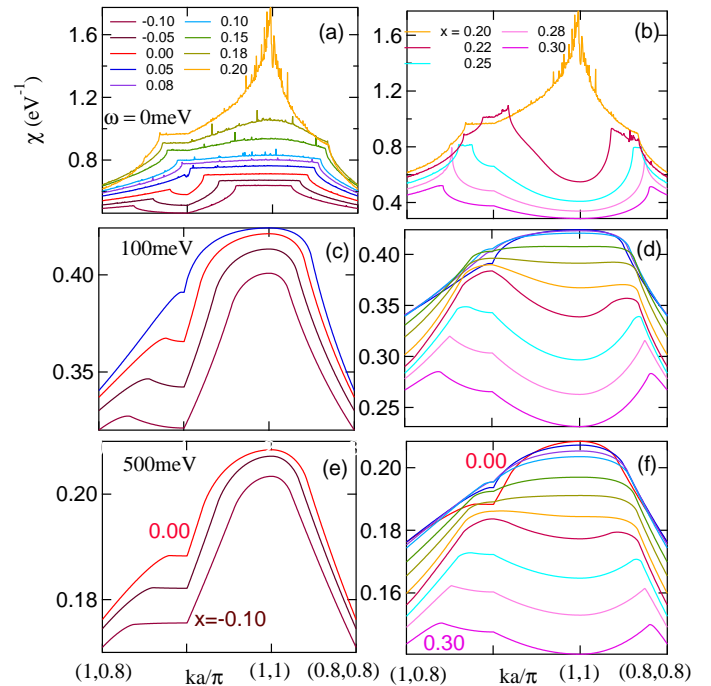 (a)
1.6
1.2
0.8
χ (eV⁻¹)
-0.10 0.10
-0.05 0.15
0.00 0.18
0.05 0.20
0.08
ω = 0meV
(b)
1.6
1.2
0.8
0.4
x = 0.20 0.28
0.22 0.30
0.25
100meV (c)
0.40
0.35
(d)
0.40
0.35
0.30
0.25
500meV (e)
0.20
0.18
0.00
x=-0.10
(f)
0.20
0.18
0.16
0.00
0.30
(1,0.8) ka/π (1,1) (0.8,0.8)
(1,0.8) ka/π (1,1) (0.8,0.8)